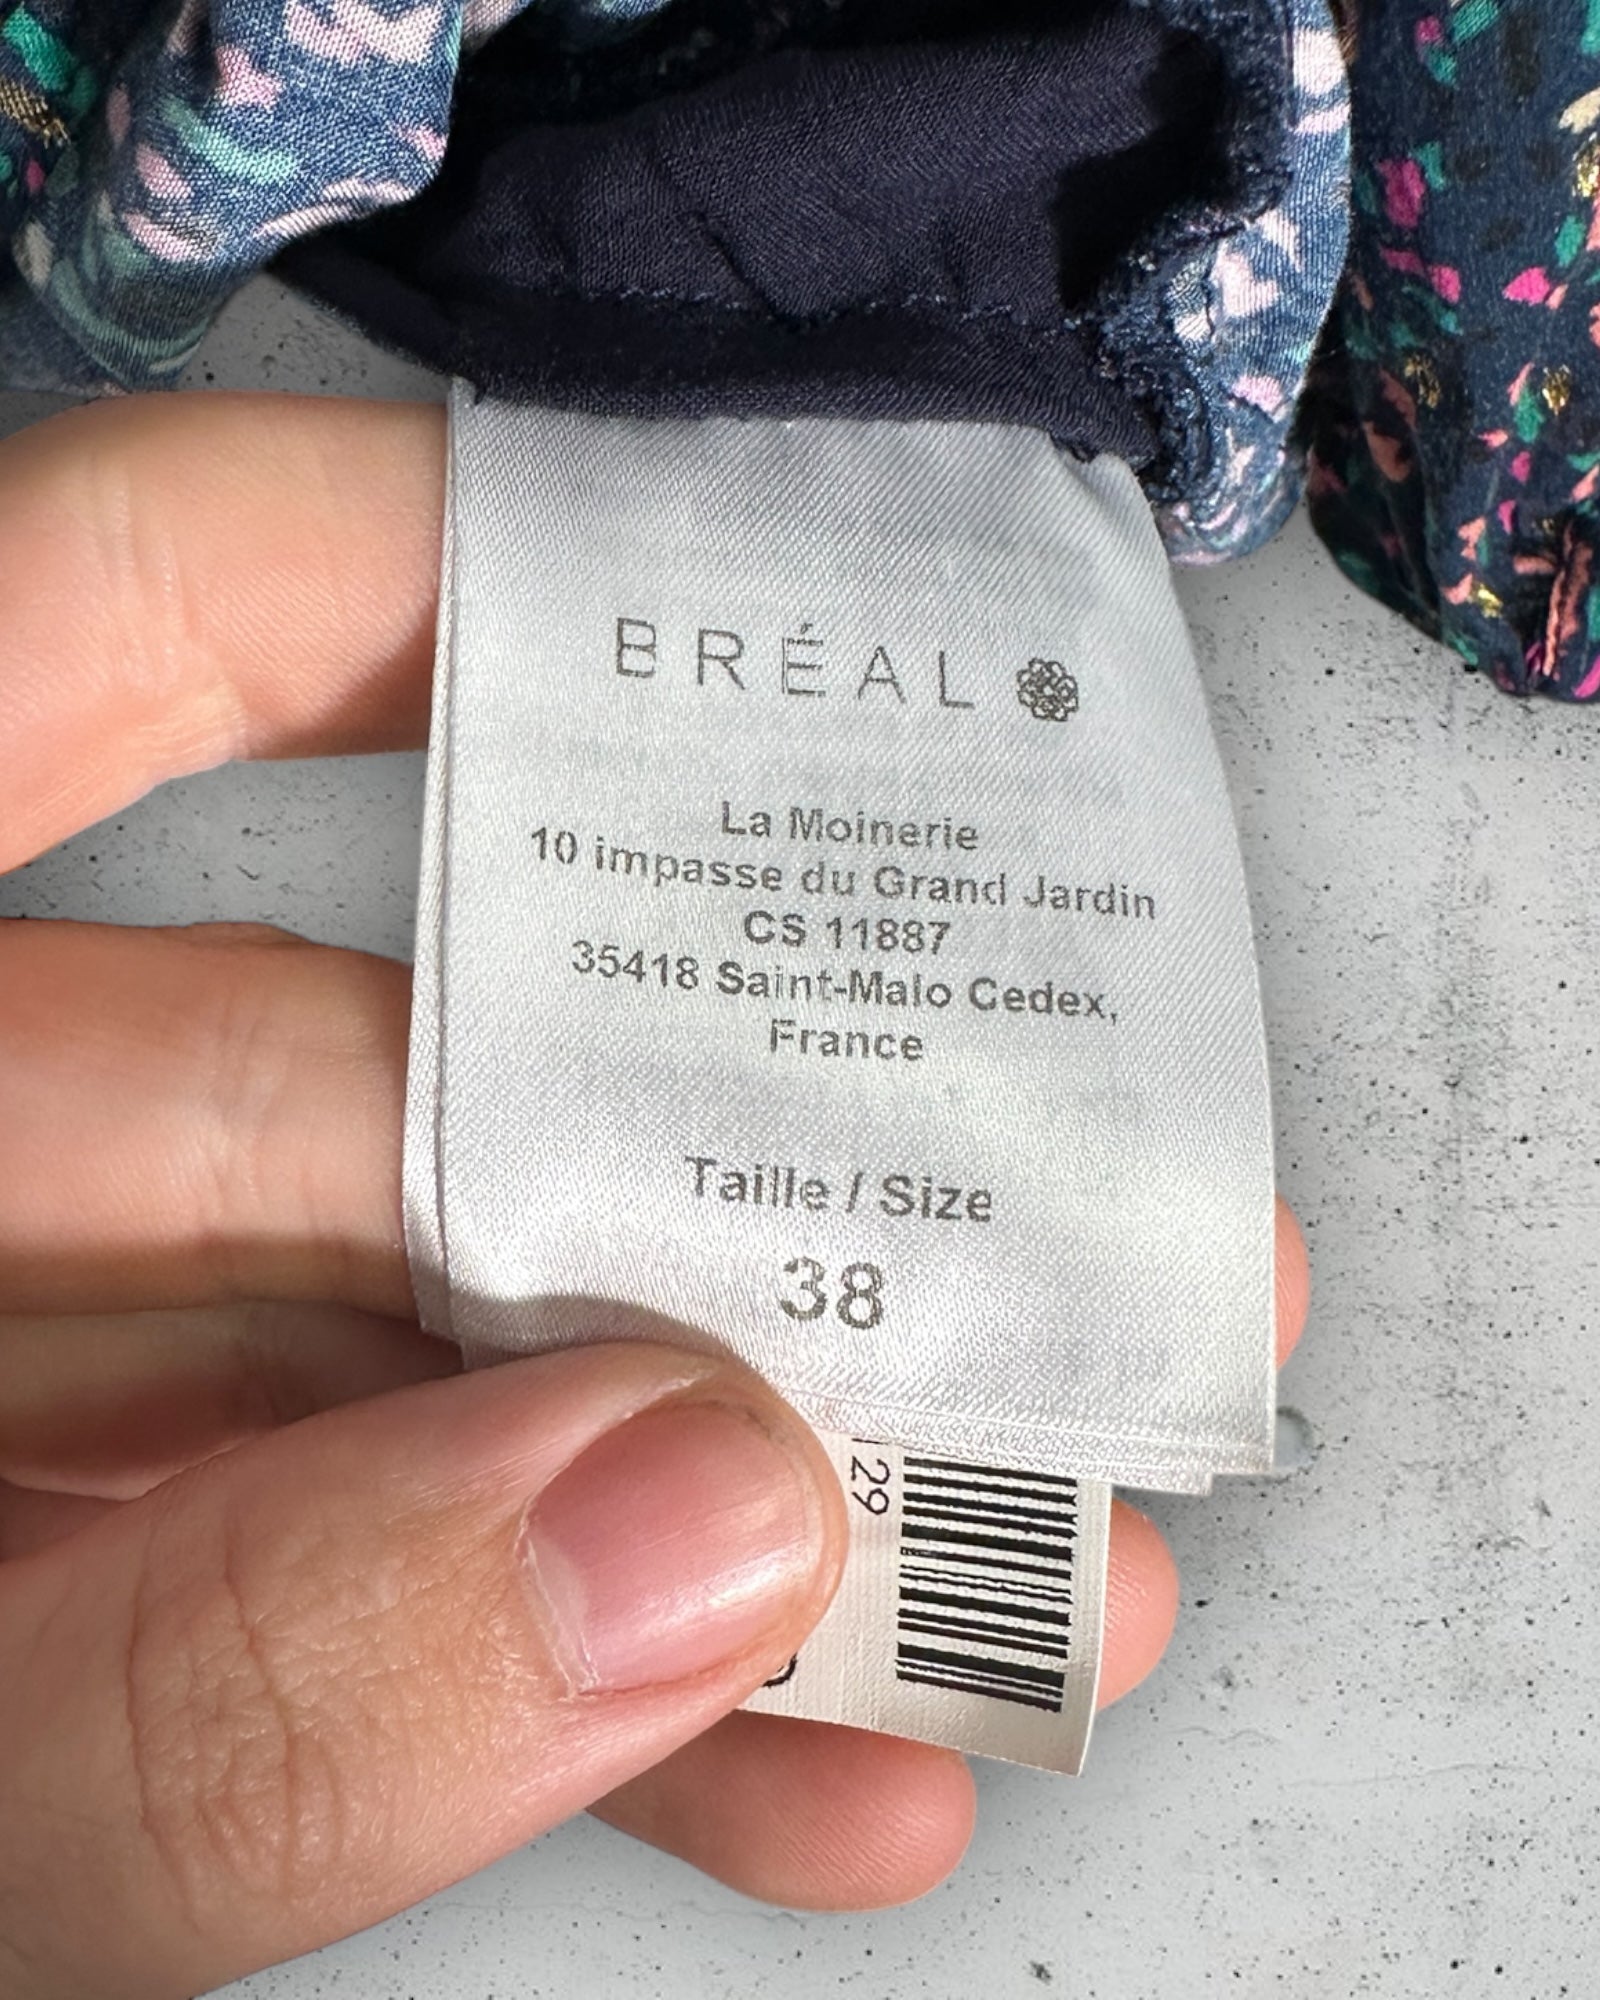 BRÉAL
La Moinerie
10 impasse du Grand Jardin
CS 11887
35418 Saint-Malo Cedex,
France
Taille / Size
38
29